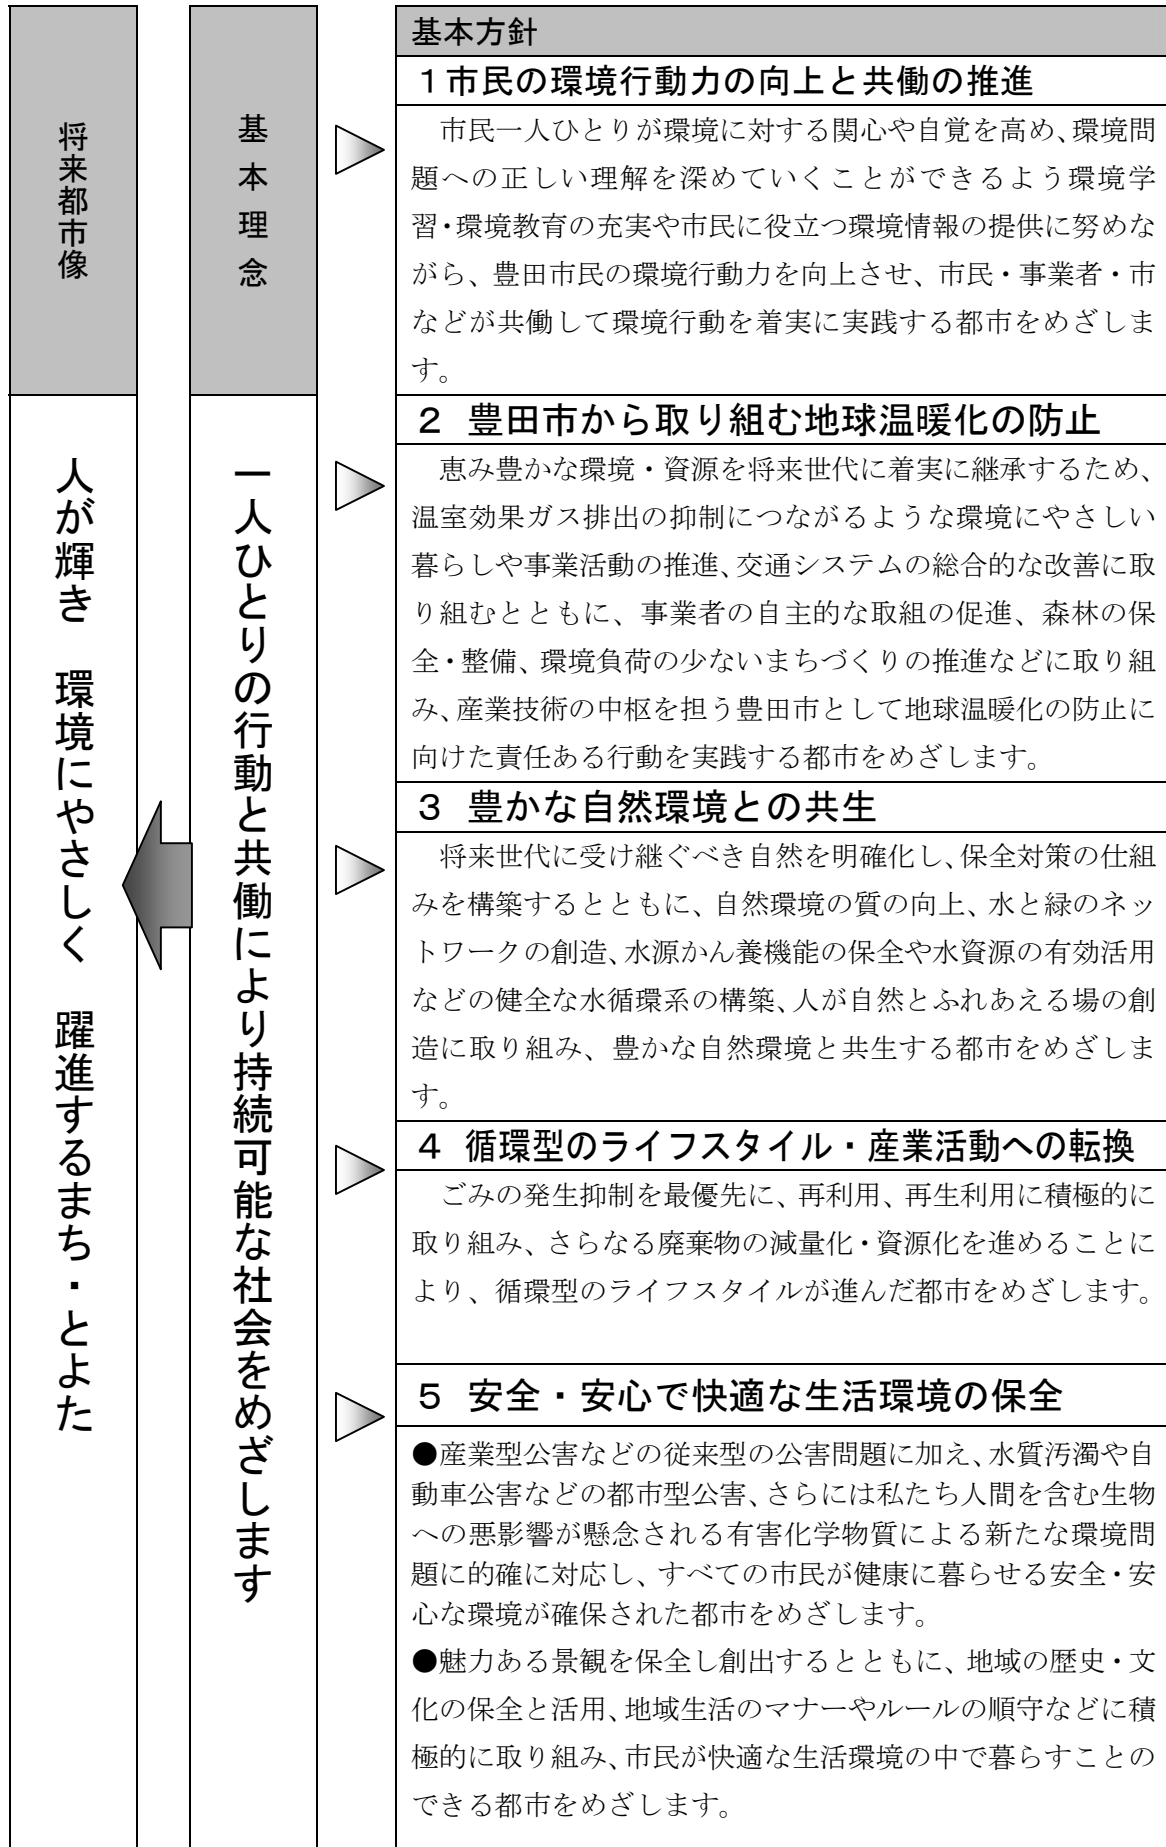 将来都市像
人が輝き　環境にやさしく　躍進するまち・とよた
基本理念
一人ひとりの行動と共働により持続可能な社会をめざします
基本方針
１市民の環境行動力の向上と共働の推進
　市民一人ひとりが環境に対する関心や自覚を高め、環境問
題への正しい理解を深めていくことができるよう環境学
習・環境教育の充実や市民に役立つ環境情報の提供に努めな
がら、豊田市民の環境行動力を向上させ、市民・事業者・市
などが共働して環境行動を着実に実践する都市をめざしま
す。
２　豊田市から取り組む地球温暖化の防止
　恵み豊かな環境・資源を将来世代に着実に継承するため、
温室効果ガス排出の抑制につながるような環境にやさしい
暮らしや事業活動の推進、交通システムの総合的な改善に取
り組むとともに、事業者の自主的な取組の促進、森林の保
全・整備、環境負荷の少ないまちづくりの推進などに取り組
み、産業技術の中枢を担う豊田市として地球温暖化の防止に
向けた責任ある行動を実践する都市をめざします。
３　豊かな自然環境との共生
　将来世代に受け継ぐべき自然を明確化し、保全対策の仕組
みを構築するとともに、自然環境の質の向上、水と緑のネッ
トワークの創造、水源かん養機能の保全や水資源の有効活用
などの健全な水循環系の構築、人が自然とふれあえる場の創
造に取り組み、豊かな自然環境と共生する都市をめざしま
す。
４　循環型のライフスタイル・産業活動への転換
　ごみの発生抑制を最優先に、再利用、再生利用に積極的に
取り組み、さらなる廃棄物の減量化・資源化を進めることに
より、循環型のライフスタイルが進んだ都市をめざします。
５　安全・安心で快適な生活環境の保全
●産業型公害などの従来型の公害問題に加え、水質汚濁や自
動車公害などの都市型公害、さらには私たち人間を含む生物
への悪影響が懸念される有害化学物質による新たな環境問
題に的確に対応し、すべての市民が健康に暮らせる安全・安
心な環境が確保された都市をめざします。
●魅力ある景観を保全し創出するとともに、地域の歴史・文
化の保全と活用、地域生活のマナーやルールの順守などに積
極的に取り組み、市民が快適な生活環境の中で暮らすことの
できる都市をめざします。